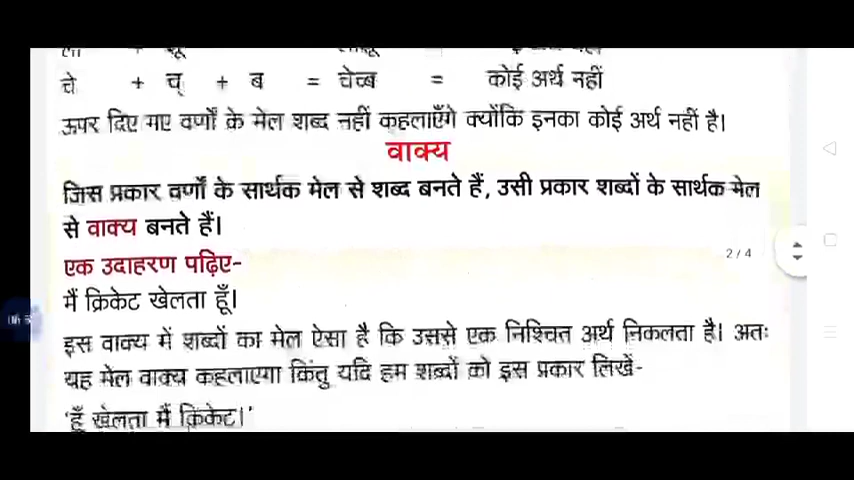 चे + च् + ब = चेच्ब = कोई अर्थ नहीं
ऊपर दिए गए वर्णों के मेल शब्द नहीं कहलाएँगे क्योंकि इनका कोई अर्थ नहीं है।
वाक्य
जिस प्रकार वर्णों के सार्थक मेल से शब्द बनते हैं, उसी प्रकार शब्दों के सार्थक मेल
से वाक्य बनते हैं।
एक उदाहरण पढ़िए-
2/4
मैं क्रिकेट खेलता हूँ।
इस वाक्य में शब्दों का मेल ऐसा है कि उससे एक निश्चित अर्थ निकलता है। अतः
यह मेल वाक्य कहलाएगा किंतु यदि हम शब्दों को इस प्रकार लिखें-
'हूँ खेलता मैं क्रिकेट।'